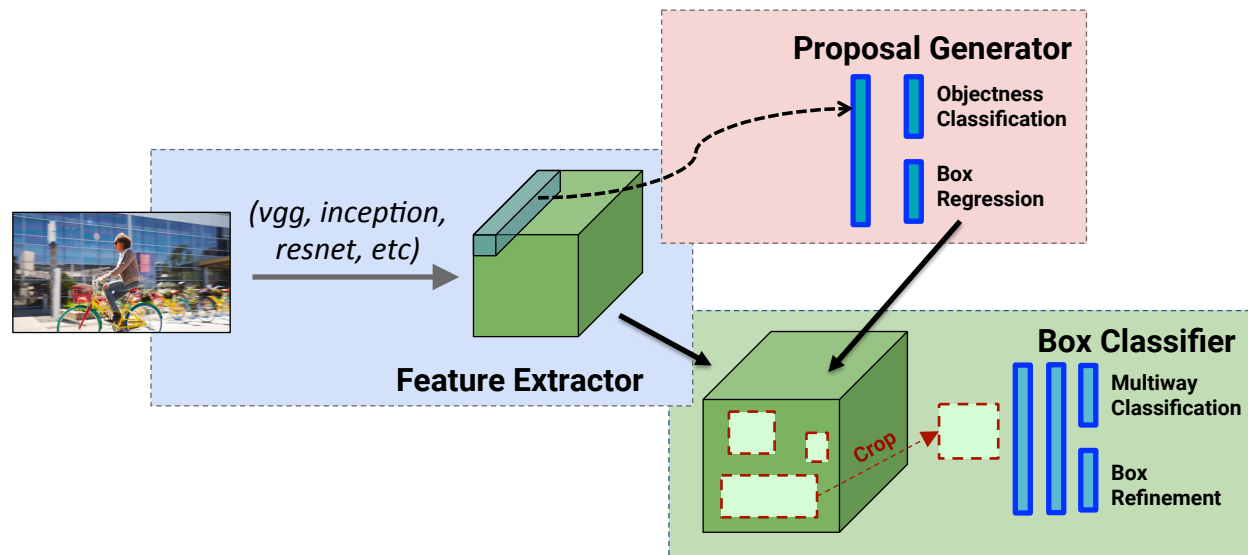 Proposal Generator
Objectness
Classification
Box
Regression
(vgg, inception,
resnet, etc)
Feature Extractor
Box Classifier
Multiway
Classification
Crop
Box
Refinement